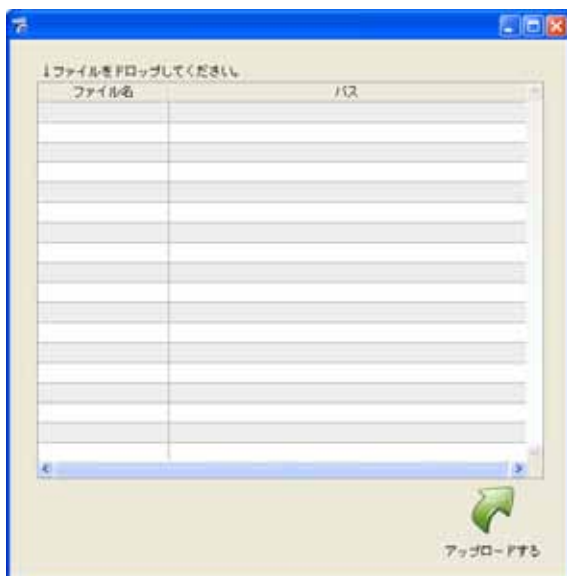 ↓ファイルをドロップしてください。
ファイル名 パス
アップロードする